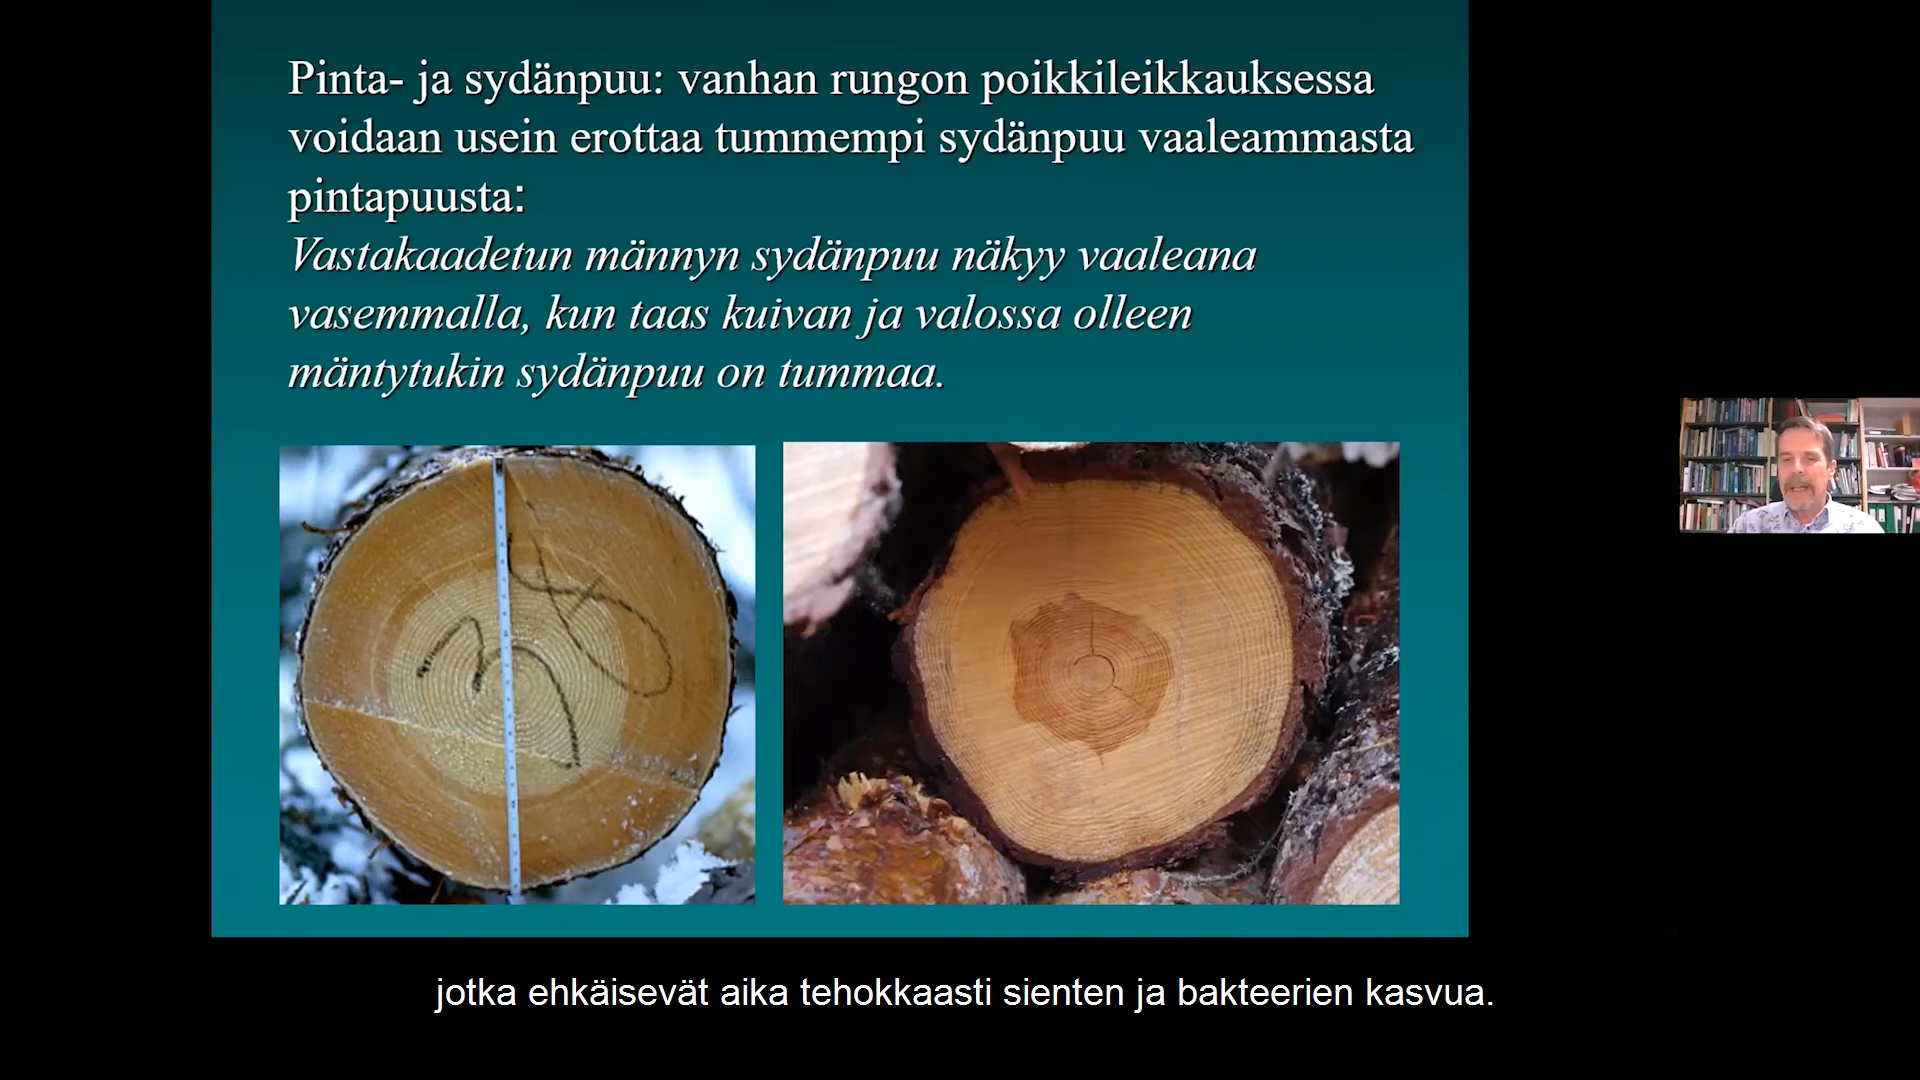 Pinta- ja sydänpuu: vanhan rungon poikkileikkauksessa
voidaan usein erottaa tummempi sydänpuu vaaleammasta
pintapuusta:
Vastakaadetun männyn sydänpuu näkyy vaaleana
vasemmalla, kun taas kuivan ja valossa olleen
mäntytukin sydänpuu on tummaa.
jotka ehkäisevät aika tehokkaasti sienten ja bakteerien kasvua.